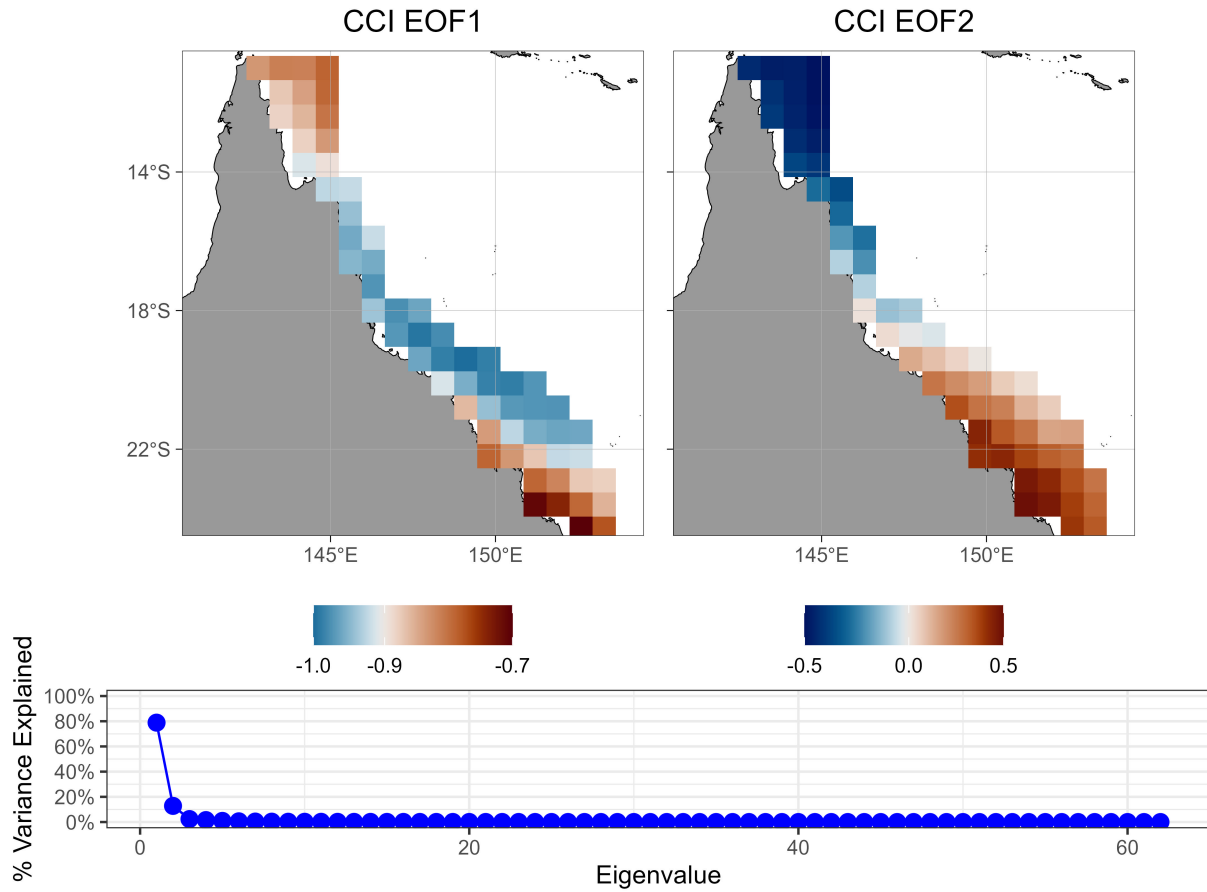 CCI EOF1 CCI EOF2
14°S
18°S
22°S
145°E 150°E 145°E 150°E
-1.0 -0.9 -0.7 -0.5 0.0 0.5
% Variance Explained
100%
80%
60%
40%
20%
0%
0 20 40 60
Eigenvalue